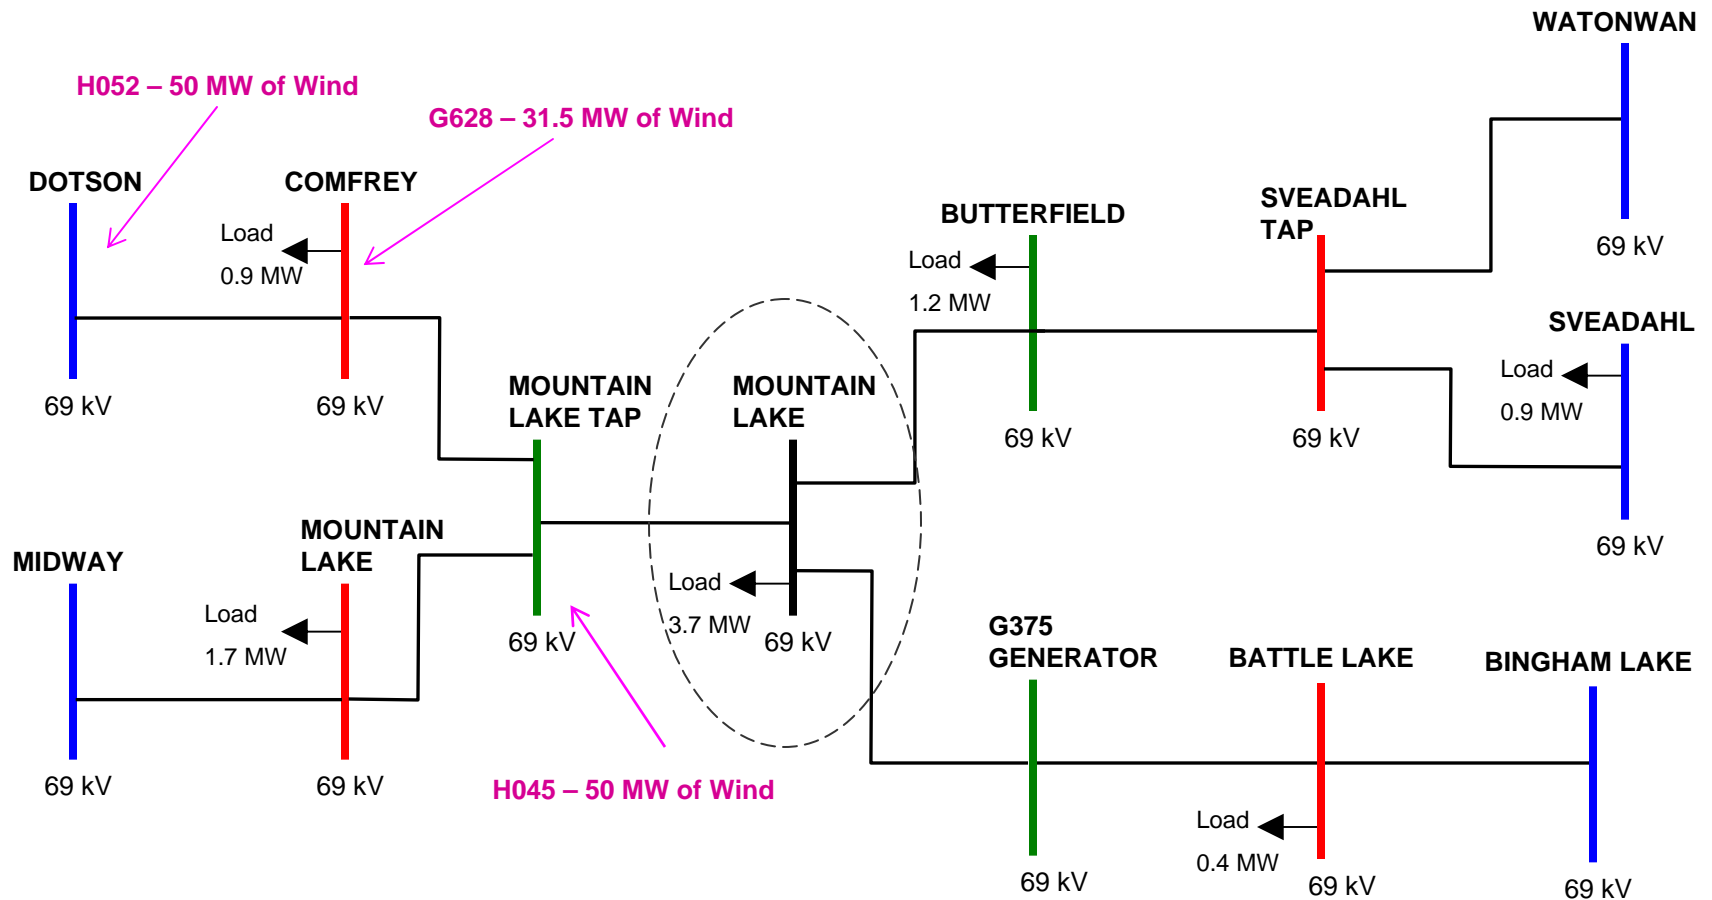 WATONWAN
H052 – 50 MW of Wind
G628 – 31.5 MW of Wind
DOTSON
COMFREY
Load
0.9 MW
69 kV
69 kV
BUTTERFIELD
Load
1.2 MW
69 kV
SVEADAHL
TAP
69 kV
69 kV
SVEADAHL
Load
0.9 MW
69 kV
MOUNTAIN
LAKE TAP
69 kV
MOUNTAIN
LAKE
Load
3.7 MW
69 kV
MIDWAY
69 kV
MOUNTAIN
LAKE
Load
1.7 MW
69 kV
H045 – 50 MW of Wind
G375
GENERATOR
69 kV
BATTLE LAKE
Load
0.4 MW
69 kV
BINGHAM LAKE
69 kV